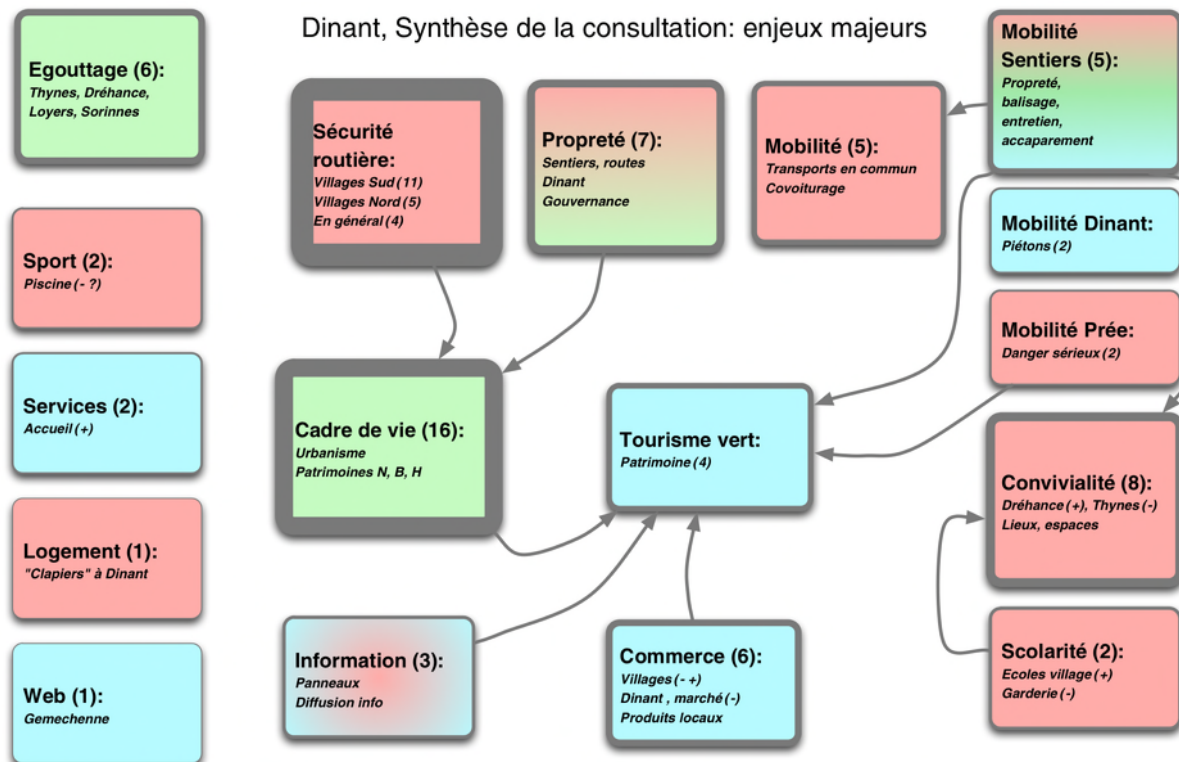 Dinant, Synthèse de la consultation: enjeux majeurs
Egouttage (6):
Thynes, Dréhance,
Loyers, Sorinnes
Sport (2):
Piscine (- ?)
Services (2):
Accueil (+)
Logement (1):
"Clapiers" à Dinant
Web (1):
Gemechenne
Sécurité
routière:
Villages Sud (11)
Villages Nord (5)
En général (4)
Propreté (7):
Sentiers, routes
Dinant
Gouvernance
Mobilité (5):
Transports en commun
Covoiturage
Mobilité
Sentiers (5):
Propreté,
balisage,
entretien,
accaparement
Mobilité Dinant:
Piétons (2)
Mobilité Prée:
Danger sérieux (2)
Cadre de vie (16):
Urbanisme
Patrimoines N, B, H
Tourisme vert:
Patrimoine (4)
Convivialité (8):
Dréhance (+), Thynes (-)
Lieux, espaces
Information (3):
Panneaux
Diffusion info
Commerce (6):
Villages (- +)
Dinant , marché (-)
Produits locaux
Scolarité (2):
Ecoles village (+)
Garderie (-)